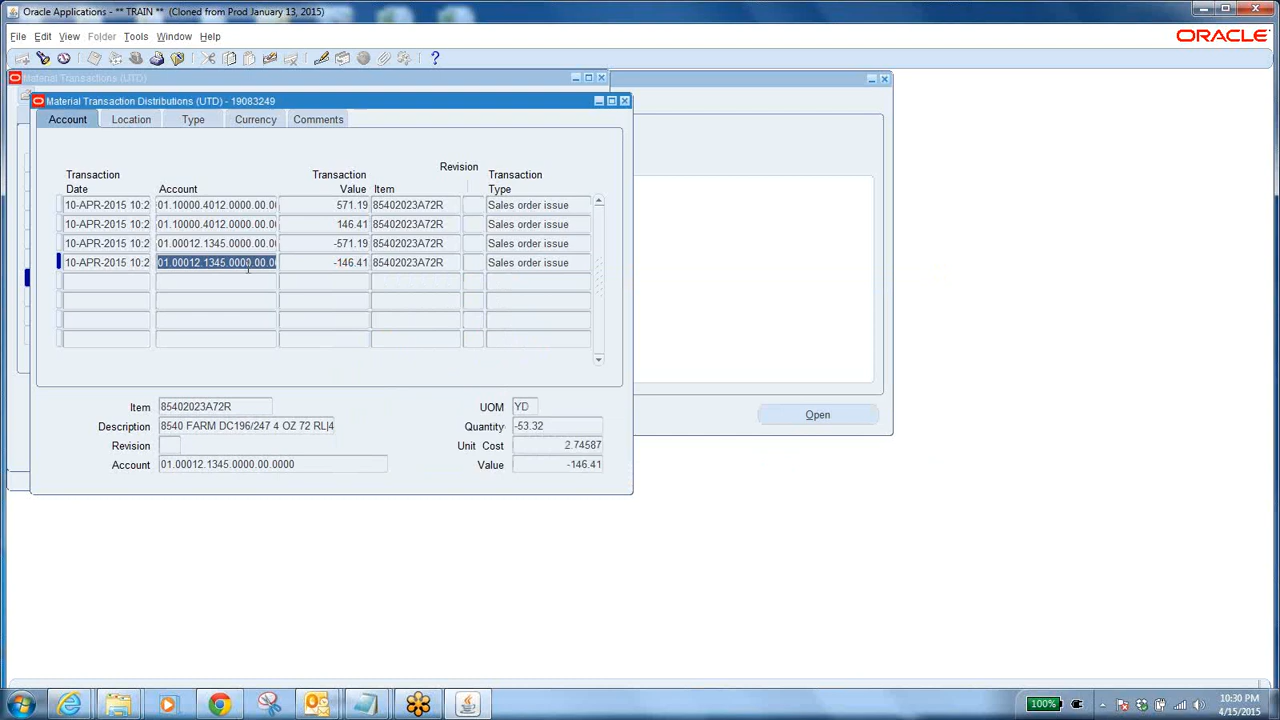 Oracle Applications - ** TRAIN ** (Cloned from Prod January 13, 2015)
File Edit View Folder Tools Window Help
ORACLE
Material Transactions (UTD)
Material Transaction Distributions (UTD) - 19083249
Account Location Type Currency Comments
Revision
Transaction Transaction Transaction
Date Account Value Item Type
10-APR-2015 10:2 01.10000.4012.0000.00.0 571.19 85402023A72R Sales order issue
10-APR-2015 10:2 01.10000.4012.0000.00.0 146.41 85402023A72R Sales order issue
10-APR-2015 10:2 01.00012.1345.0000.00.0 -571.19 85402023A72R Sales order issue
10-APR-2015 10:2 01.00012.1345.0000.00.0 -146.41 85402023A72R Sales order issue
Item 85402023A72R UOM YD
Description 8540 FARM DC196/247 4 OZ 72 RL|4 Quantity -53.32
Revision Unit Cost 2.74587
Account 01.00012.1345.0000.00.0000 Value -146.41
Open
100%
10:30 PM
4/15/2015